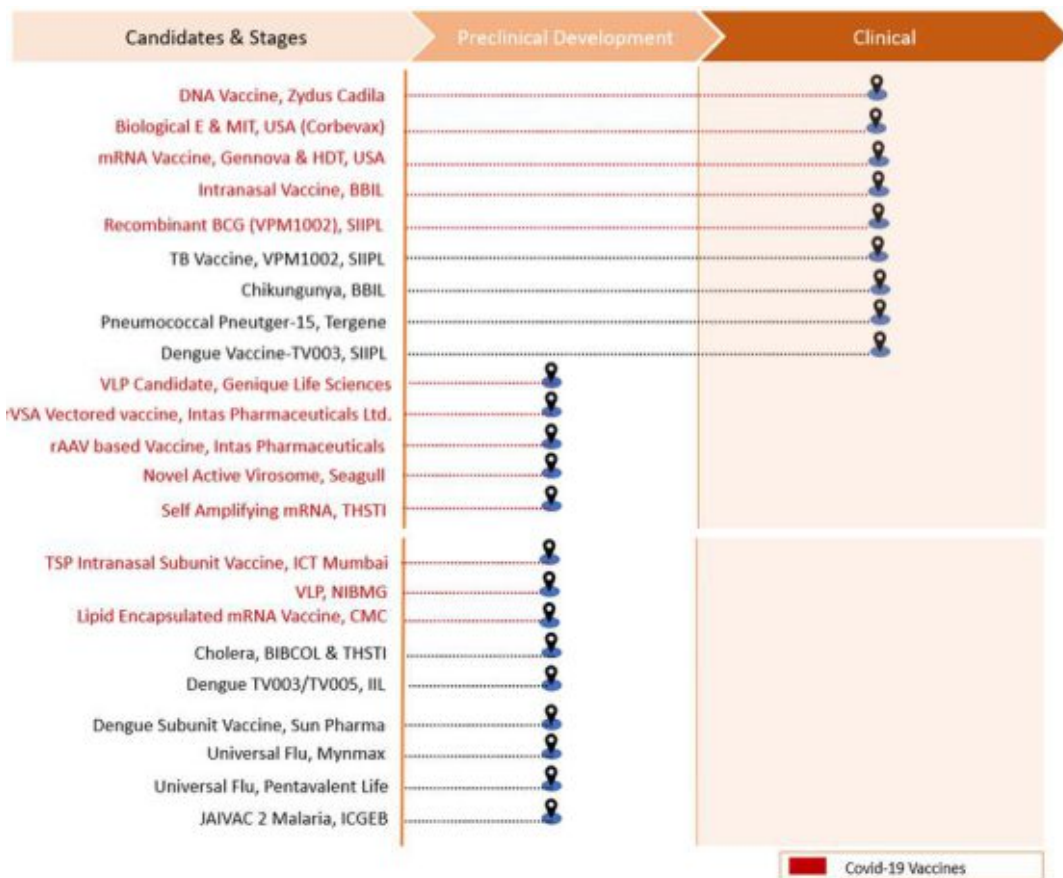 Candidates & Stages
Preclinical Development
Clinical
DNA Vaccine, Zydus Cadila
Biological E & MIT, USA (Corbevax)
mRNA Vaccine, Gennova & HDT, USA
Intranasal Vaccine, BBIL
Recombinant BCG (VPM1002), SIIPL
TB Vaccine, VPM1002, SIIPL
Chikungunya, BBIL
Pneumococcal Pneutger-15, Tergene
Dengue Vaccine-TV003, SIIPL
VLP Candidate, Genique Life Sciences
VSA Vectored vaccine, Intas Pharmaceuticals Ltd.
rAAV based Vaccine, Intas Pharmaceuticals
Novel Active Virosome, Seagull
Self Amplifying mRNA, THSTI
TSP Intranasal Subunit Vaccine, ICT Mumbai
VLP, NIBMG
Lipid Encapsulated mRNA Vaccine, CMC
Cholera, BIBCOL & THSTI
Dengue TV003/TV005, IIL
Dengue Subunit Vaccine, Sun Pharma
Universal Flu, Mynmax
Universal Flu, Pentavalent Life
JAIVAC 2 Malaria, ICGEB
Covid-19 Vaccines